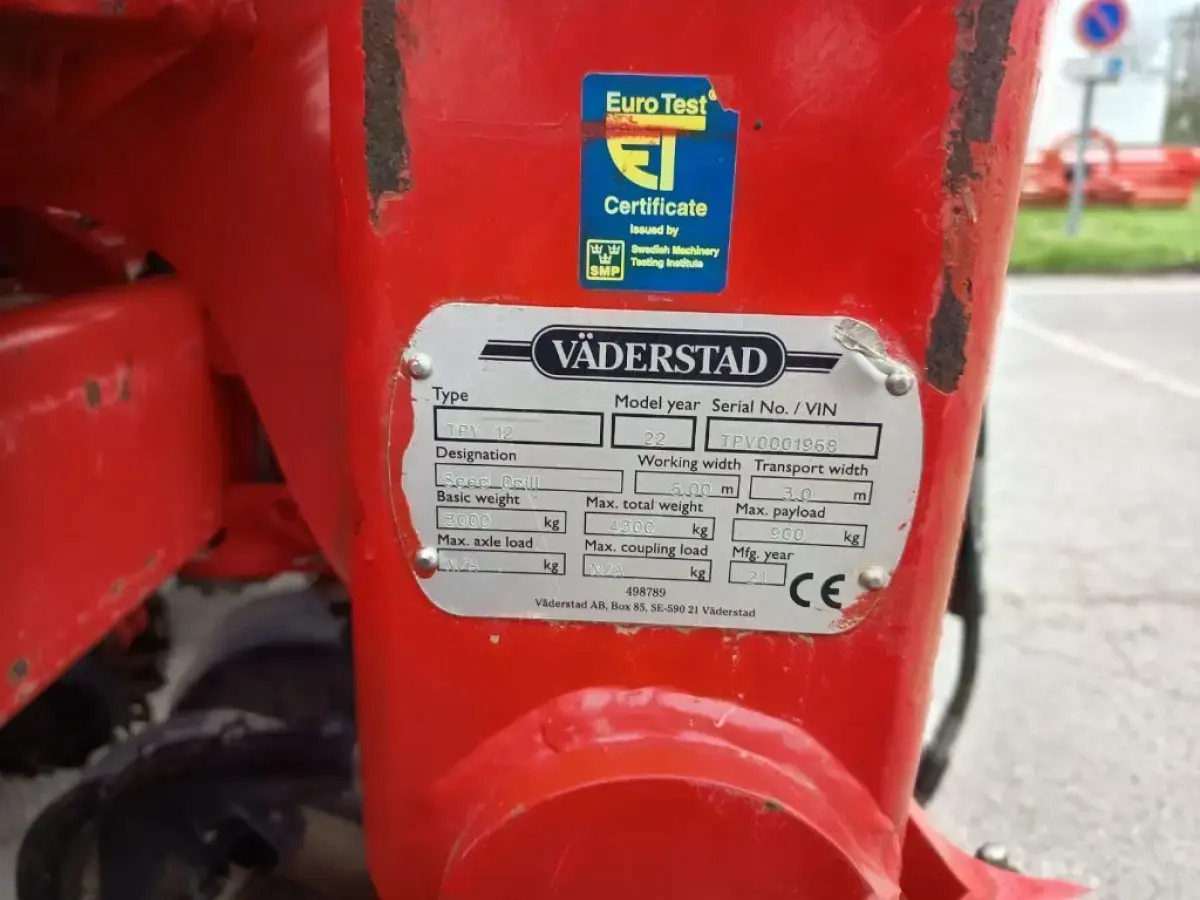 Euro Test®
ET
Certificate
Issued by
SMP
Swedish Machinery
Testing Institute
VÄDERSTAD
Type Model year Serial No. / VIN
TPV 12 22 TPV0001968
Designation Working width Transport width
Seed Drill 6.00 m 3.0 m
Basic weight Max. total weight Max. payload
3000 kg 4300 kg 960 kg
Max. axle load Max. coupling load Mfg. year
N/A kg N/A kg 21 CE
498789
Väderstad AB, Box 85, SE-590 21 Väderstad